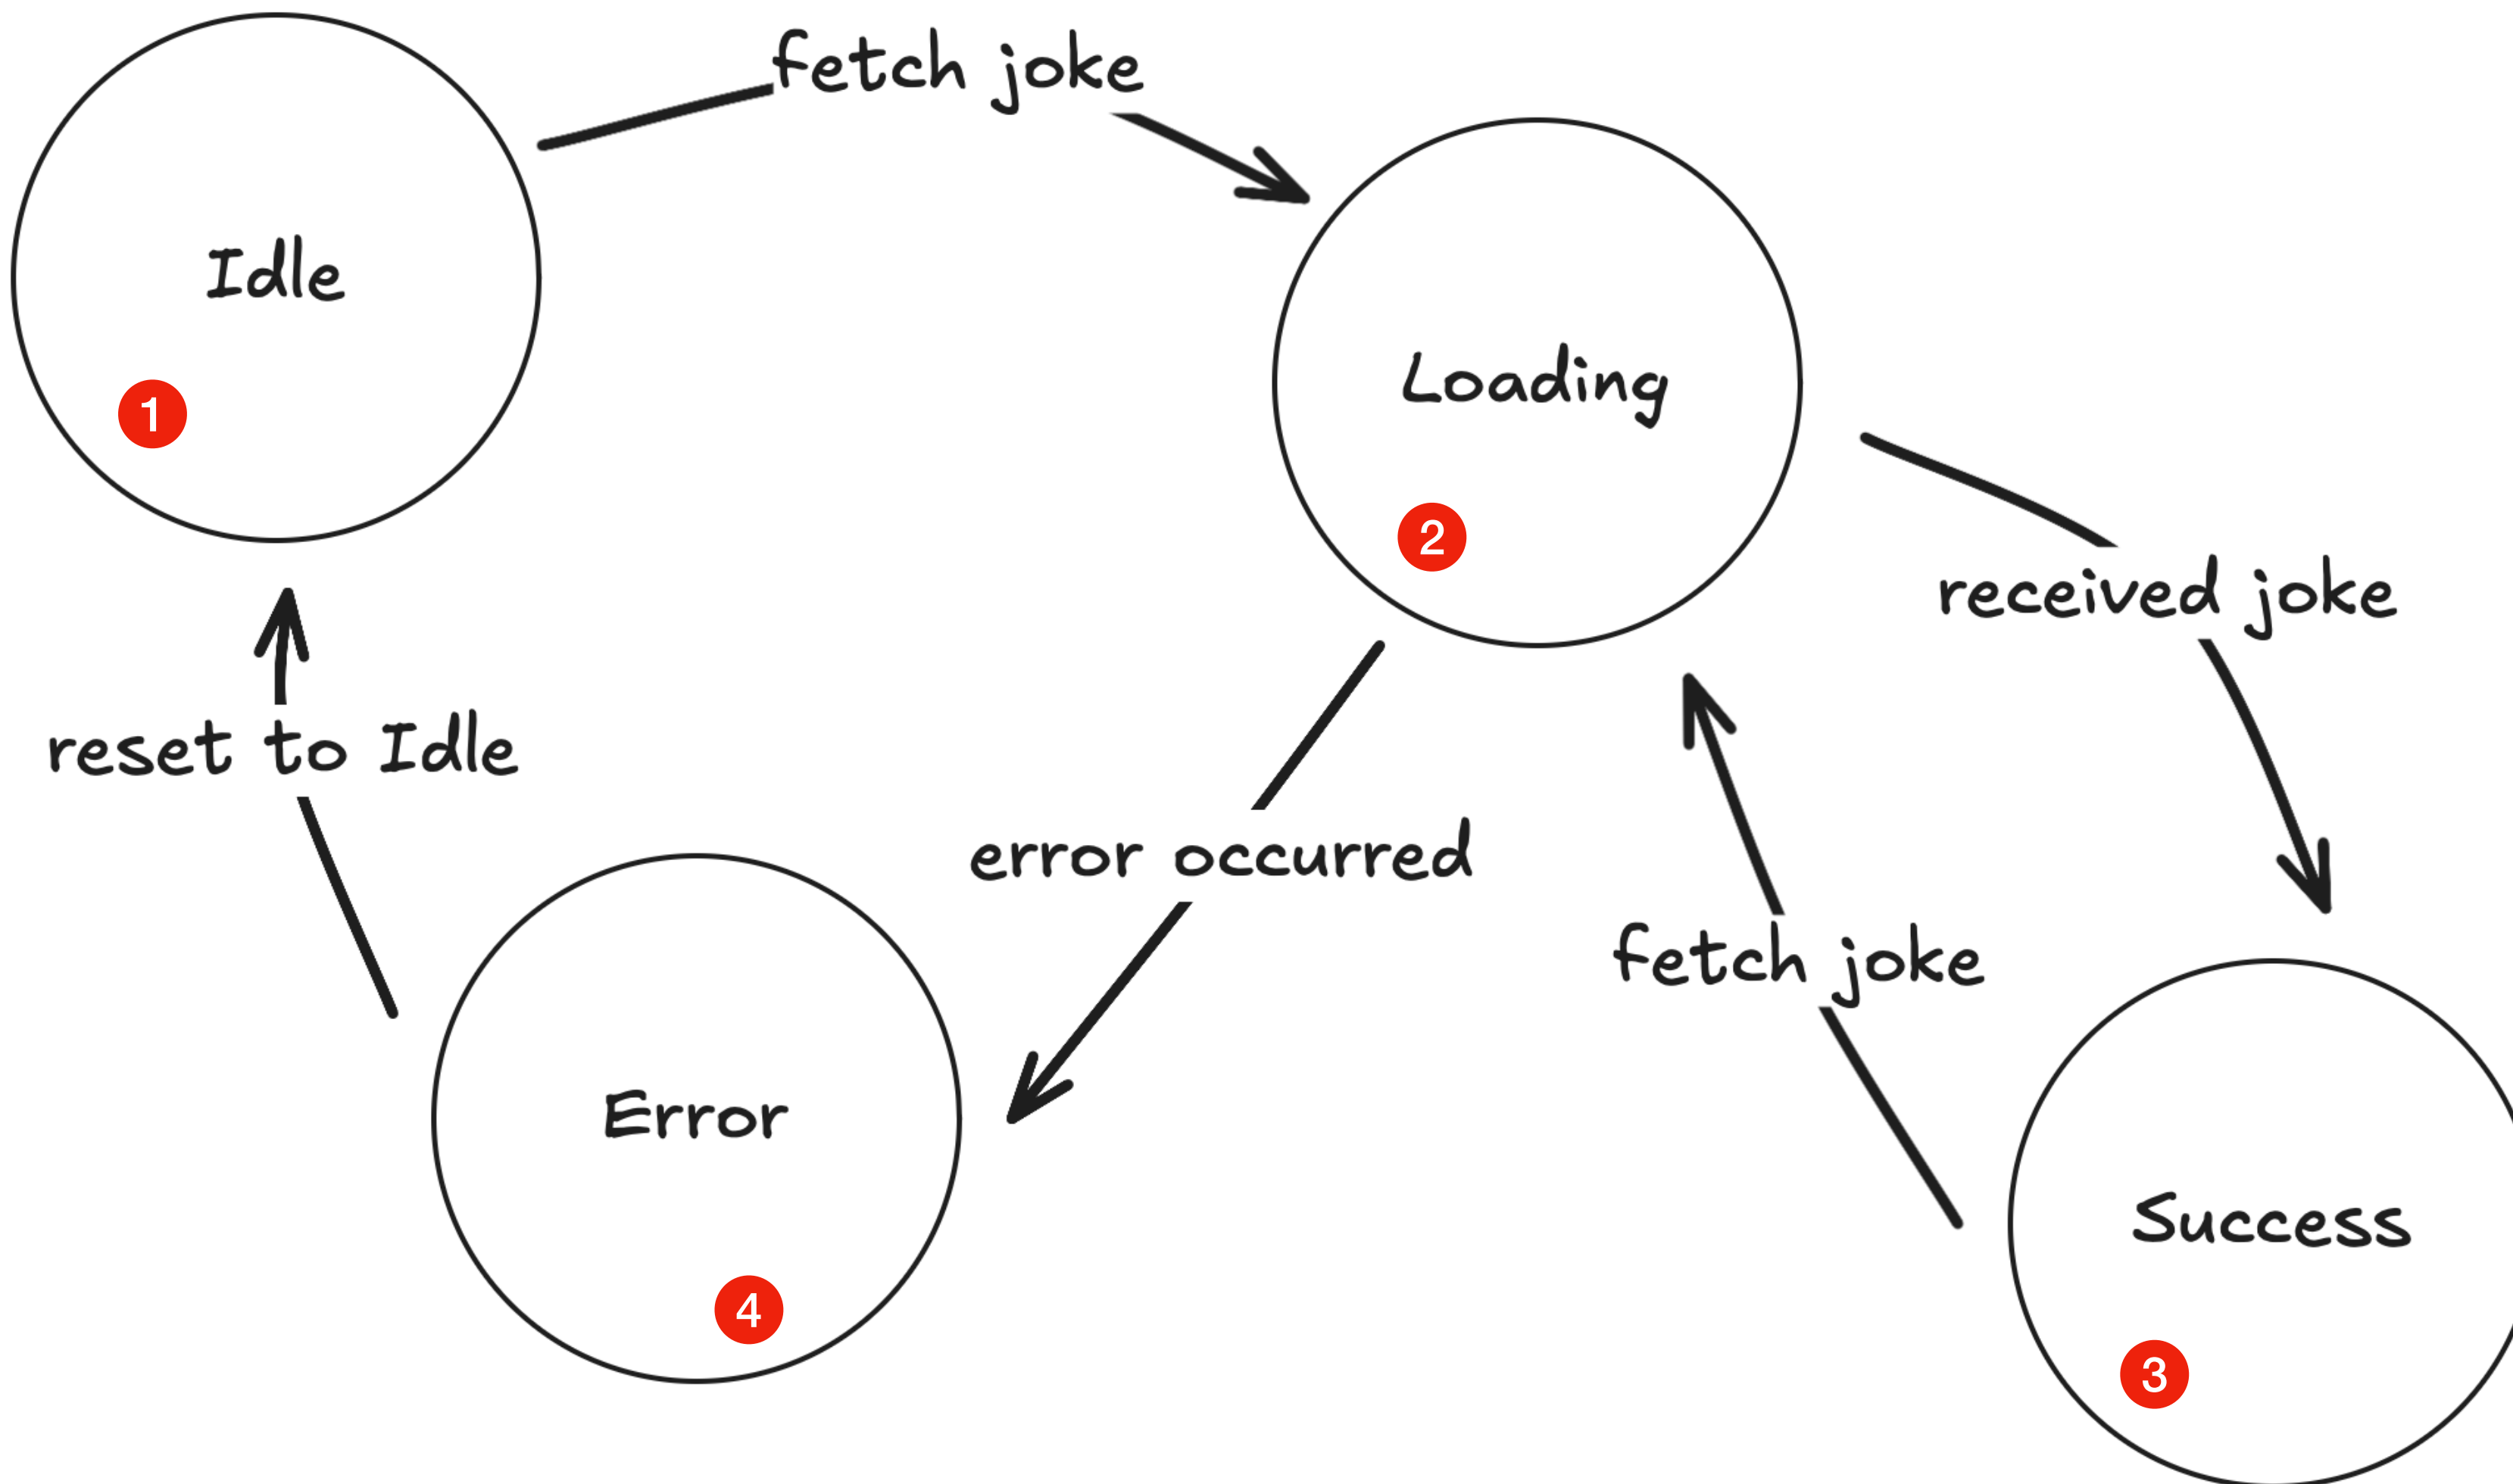 fetch joke
Idle
1
Loading
2
received joke
reset to Idle
error occurred
fetch joke
Error
4
Success
3